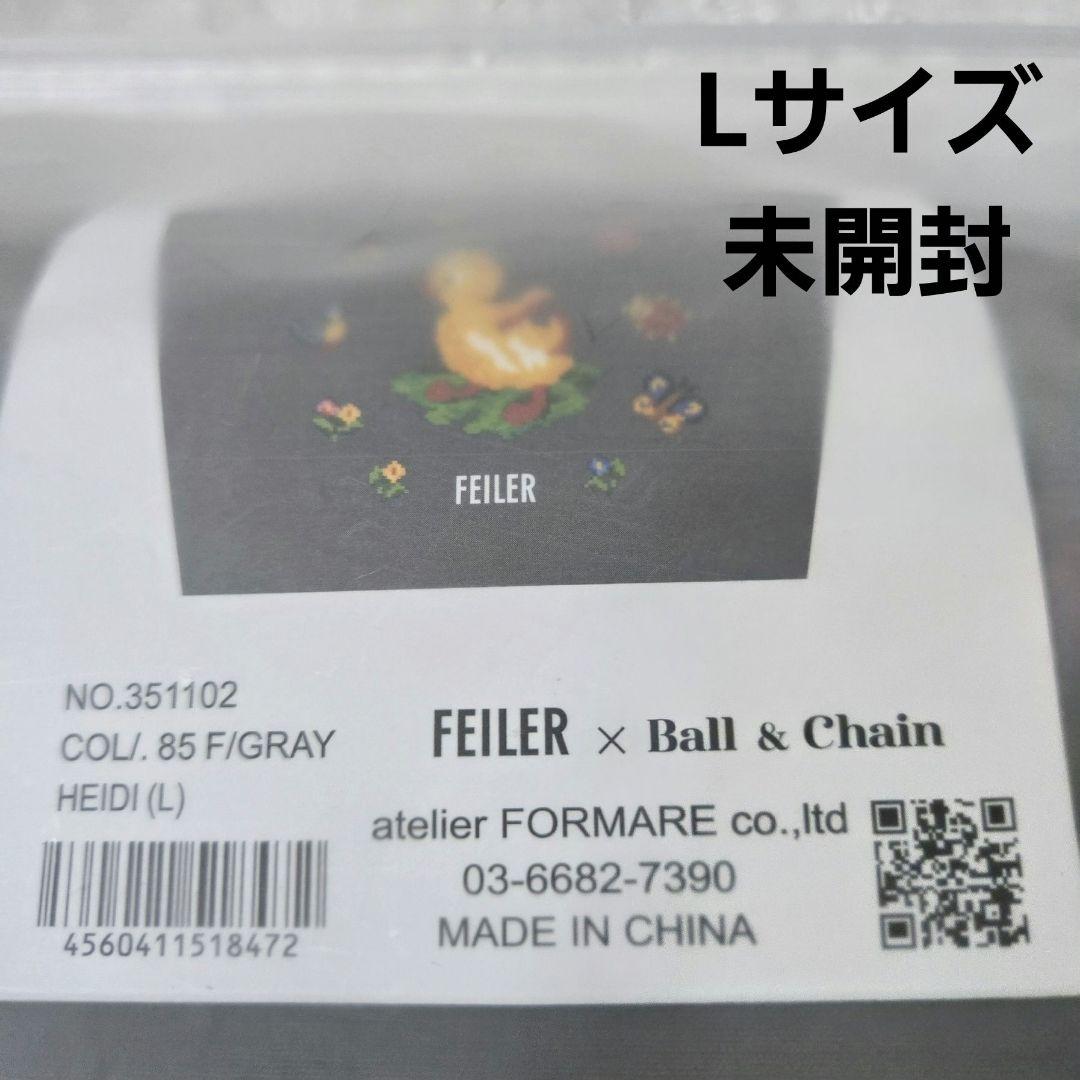 Lサイズ
未開封
FEILER
NO.351102
COL/. 85 F/GRAY
HEIDI (L)
4560411518472
FEILER × Ball & Chain
atelier FORMARE co.,ltd
03-6682-7390
MADE IN CHINA